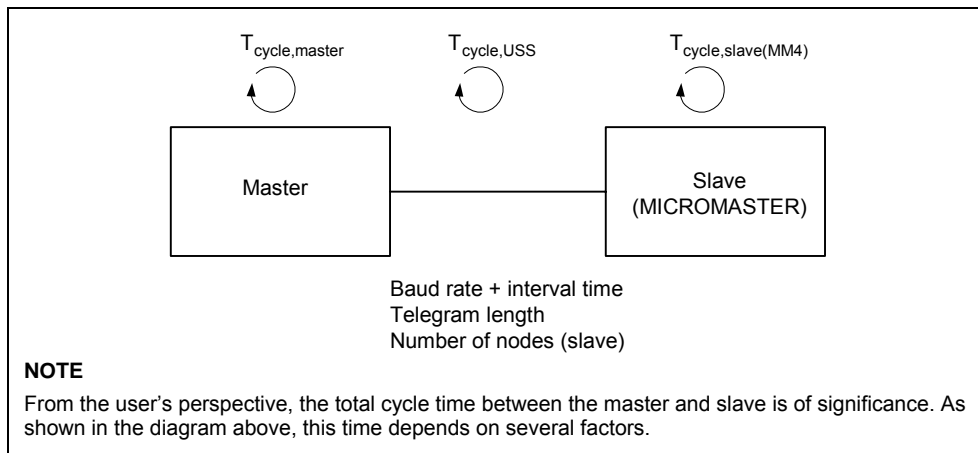 Tcycle,master
Tcycle,USS
Tcycle,slave(MM4)
Master
Slave
(MICROMASTER)
Baud rate + interval time
Telegram length
Number of nodes (slave)
NOTE
From the user's perspective, the total cycle time between the master and slave is of significance. As
shown in the diagram above, this time depends on several factors.